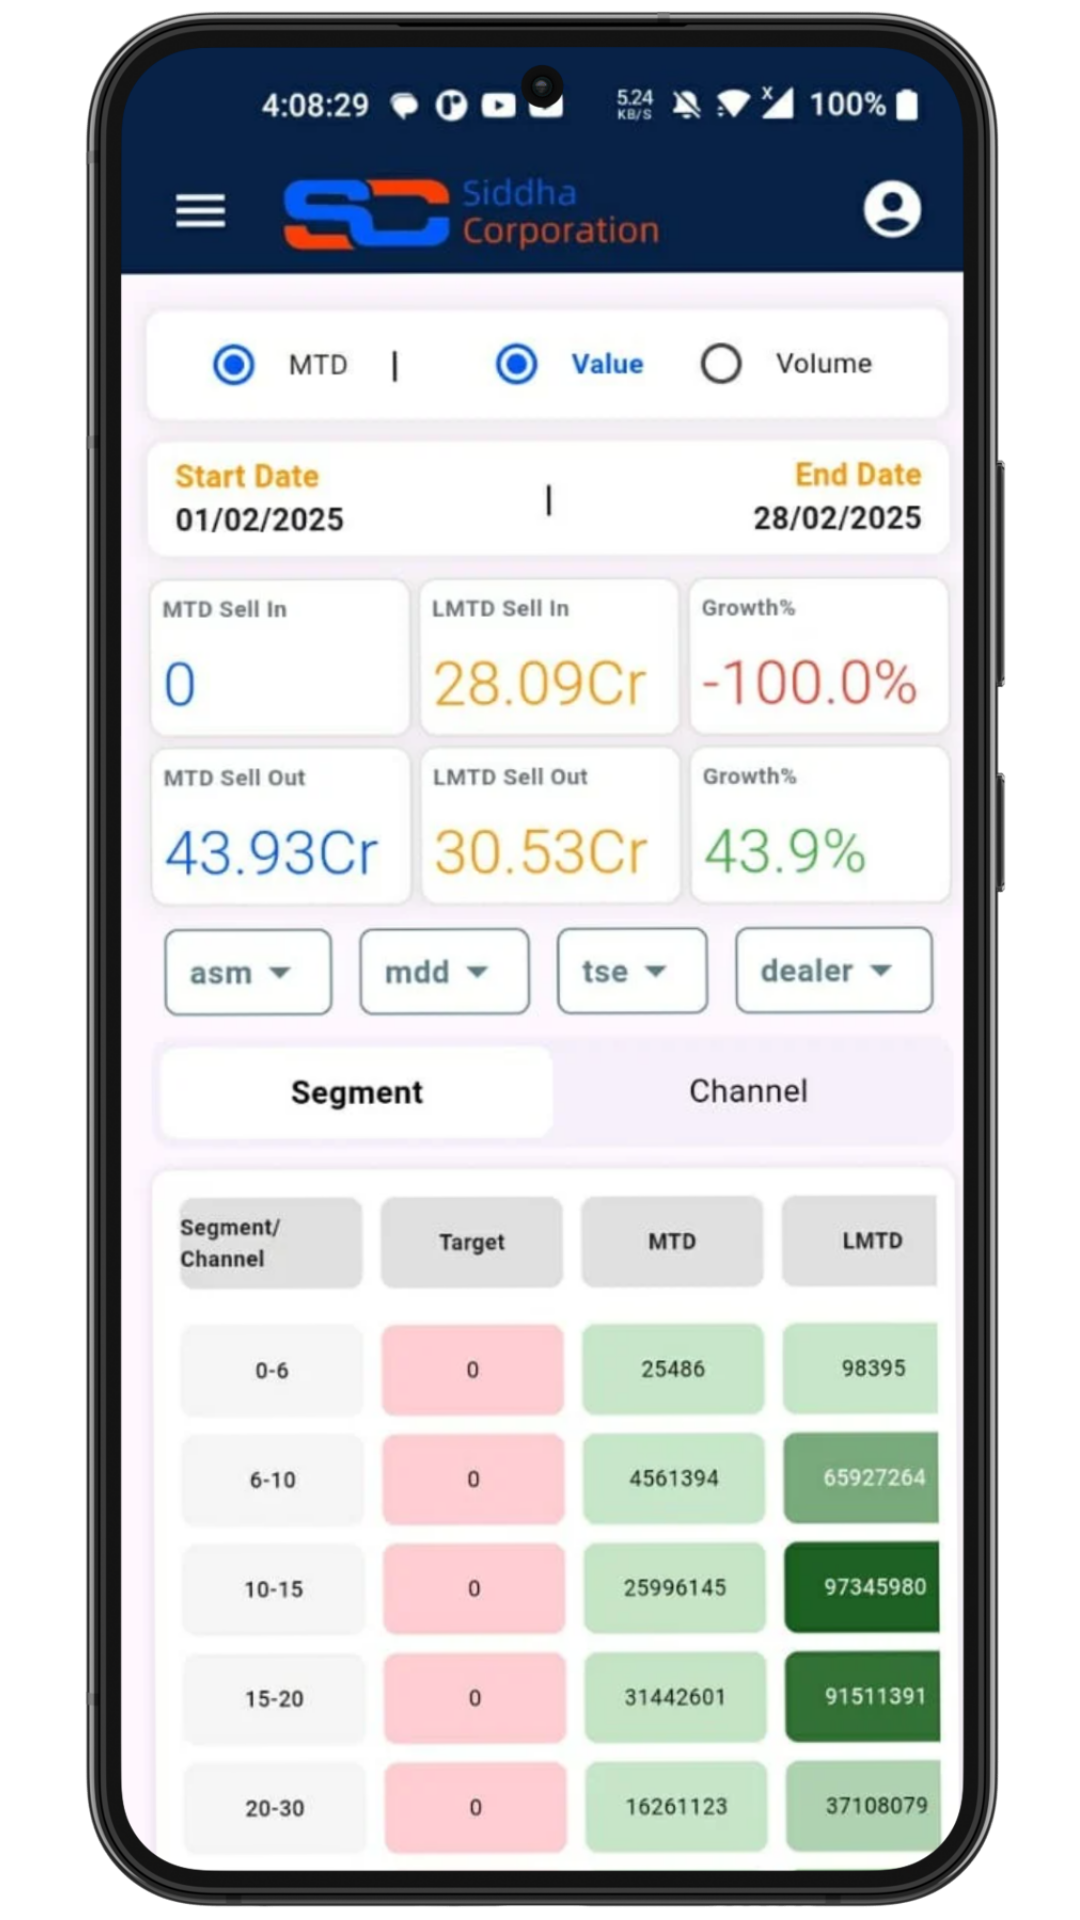 4:08:29 5.24 KB/S 100%
Siddha
Corporation
MTD | Value Volume
Start Date | End Date
01/02/2025 28/02/2025
MTD Sell In LMTD Sell In Growth%
0 28.09Cr -100.0%
MTD Sell Out LMTD Sell Out Growth%
43.93Cr 30.53Cr 43.9%
asm mdd tse dealer
Segment Channel
Segment/
Channel Target MTD LMTD
0-6 0 25486 98395
6-10 0 4561394 65927264
10-15 0 25996145 97345980
15-20 0 31442601 91511391
20-30 0 16261123 37108079